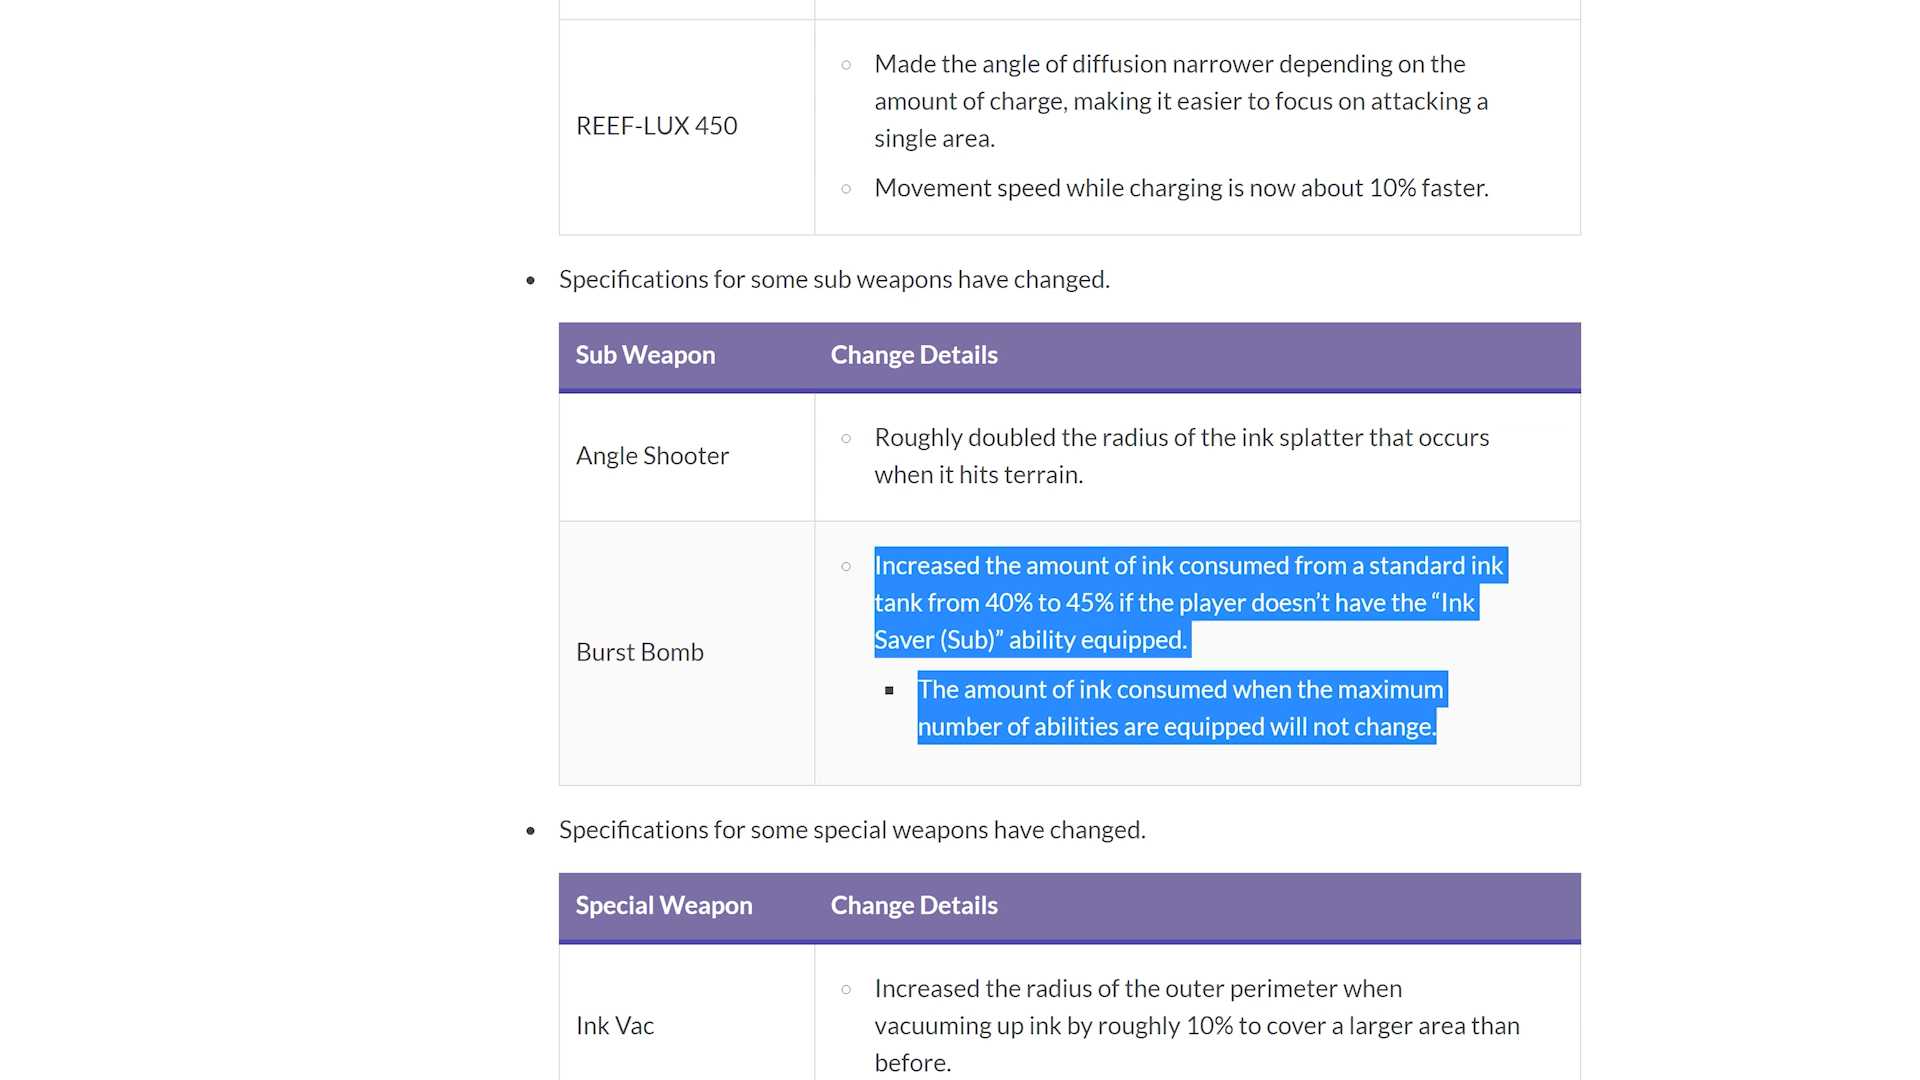 Made the angle of diffusion narrower depending on the
amount of charge, making it easier to focus on attacking a
single area.
REEF-LUX 450
Movement speed while charging is now about 10% faster.
Specifications for some sub weapons have changed.
Sub Weapon
Change Details
Angle Shooter
Roughly doubled the radius of the ink splatter that occurs
when it hits terrain.
Burst Bomb
Increased the amount of ink consumed from a standard ink
tank from 40% to 45% if the player doesn’t have the “Ink
Saver (Sub)” ability equipped.
The amount of ink consumed when the maximum
number of abilities are equipped will not change.
Specifications for some special weapons have changed.
Special Weapon
Change Details
Ink Vac
Increased the radius of the outer perimeter when
vacuuming up ink by roughly 10% to cover a larger area than
before.